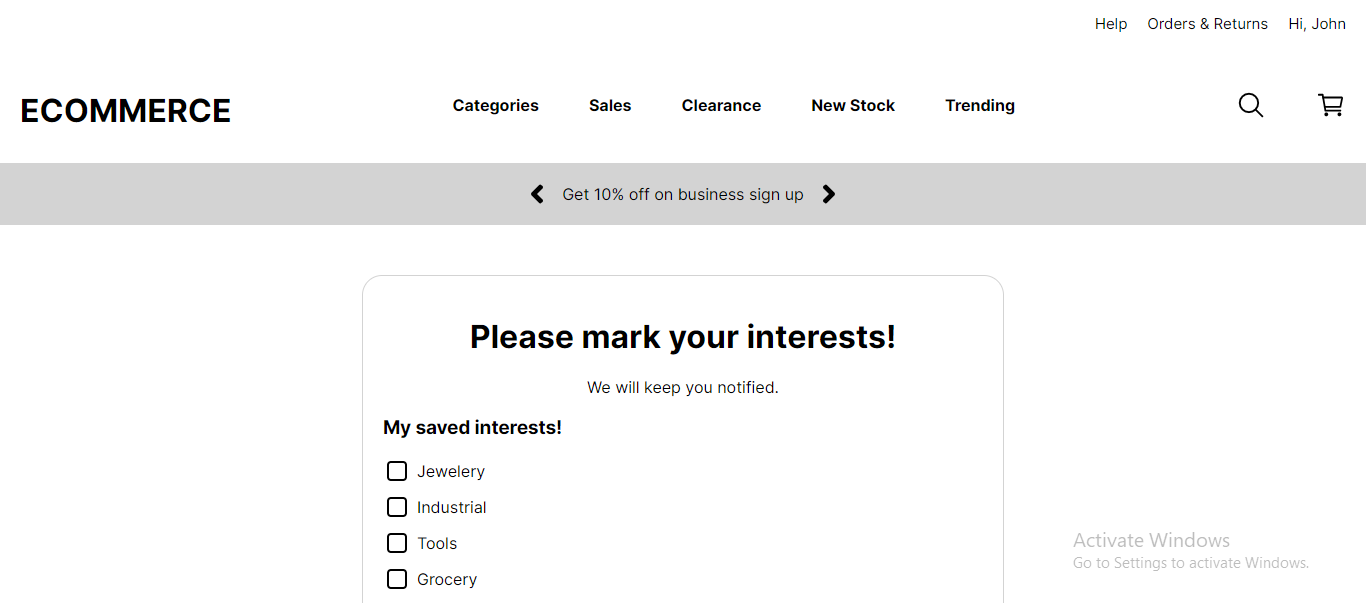 Help Orders & Returns Hi, John
ECOMMERCE Categories Sales Clearance New Stock Trending
Get 10% off on business sign up
Please mark your interests!
We will keep you notified.
My saved interests!
Jewelery
Industrial
Tools
Grocery
Activate Windows
Go to Settings to activate Windows.